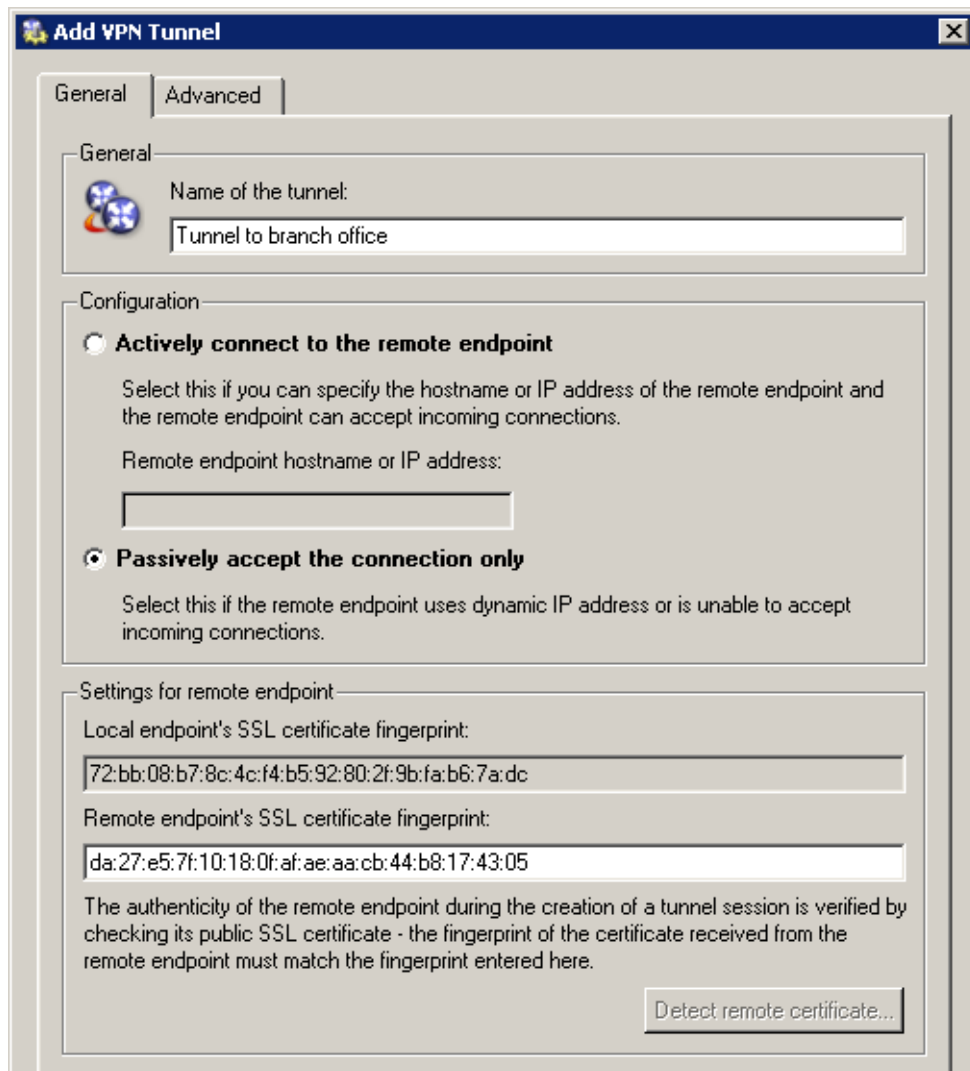 Add VPN Tunnel
General
Advanced
General
Name of the tunnel:
Tunnel to branch office
Configuration
Actively connect to the remote endpoint
Select this if you can specify the hostname or IP address of the remote endpoint and
the remote endpoint can accept incoming connections.
Remote endpoint hostname or IP address:
Passively accept the connection only
Select this if the remote endpoint uses dynamic IP address or is unable to accept
incoming connections.
Settings for remote endpoint
Local endpoint's SSL certificate fingerprint:
72:bb:08:b7:8c:4c:f4:b5:92:80:2f:9b:fa:b6:7a:dc
Remote endpoint's SSL certificate fingerprint:
da:27:e5:7f:10:18:0f:af:ae:aa:cb:44:b8:17:43:05
The authenticity of the remote endpoint during the creation of a tunnel session is verified by
checking its public SSL certificate - the fingerprint of the certificate received from the
remote endpoint must match the fingerprint entered here.
Detect remote certificate...